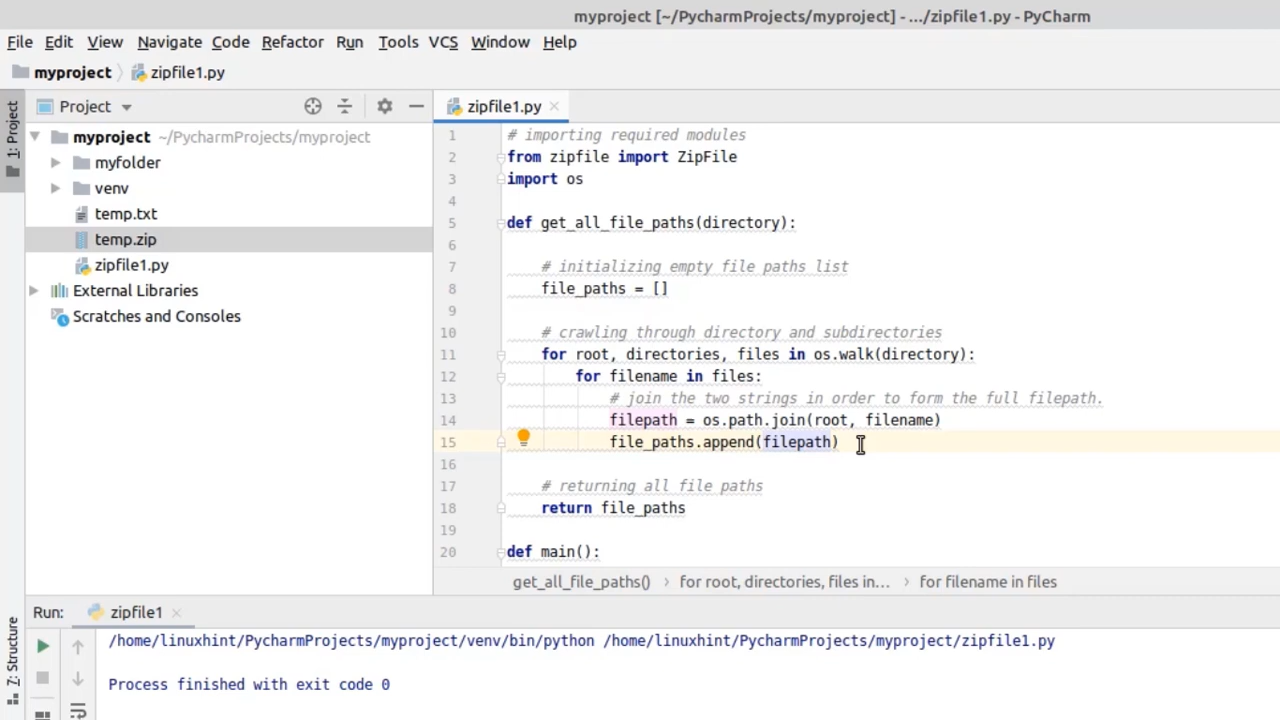 myproject [~/PycharmProjects/myproject] - .../zipfile1.py - PyCharm
File Edit View Navigate Code Refactor Run Tools VCS Window Help
myproject zipfile1.py
1: Project
Project
myproject ~/PycharmProjects/myproject
myfolder
venv
temp.txt
temp.zip
zipfile1.py
External Libraries
Scratches and Consoles
zipfile1.py
1 # importing required modules
2 from zipfile import ZipFile
3 import os
4
5 def get_all_file_paths(directory):
6
7 # initializing empty file paths list
8 file_paths = []
9
10 # crawling through directory and subdirectories
11 for root, directories, files in os.walk(directory):
12 for filename in files:
13 # join the two strings in order to form the full filepath.
14 filepath = os.path.join(root, filename)
15 file_paths.append(filepath)
16
17 # returning all file paths
18 return file_paths
19
20 def main():
get_all_file_paths() › for root, directories, files in... › for filename in files
7: Structure
Run: zipfile1
/home/linuxhint/PycharmProjects/myproject/venv/bin/python /home/linuxhint/PycharmProjects/myproject/zipfile1.py
Process finished with exit code 0